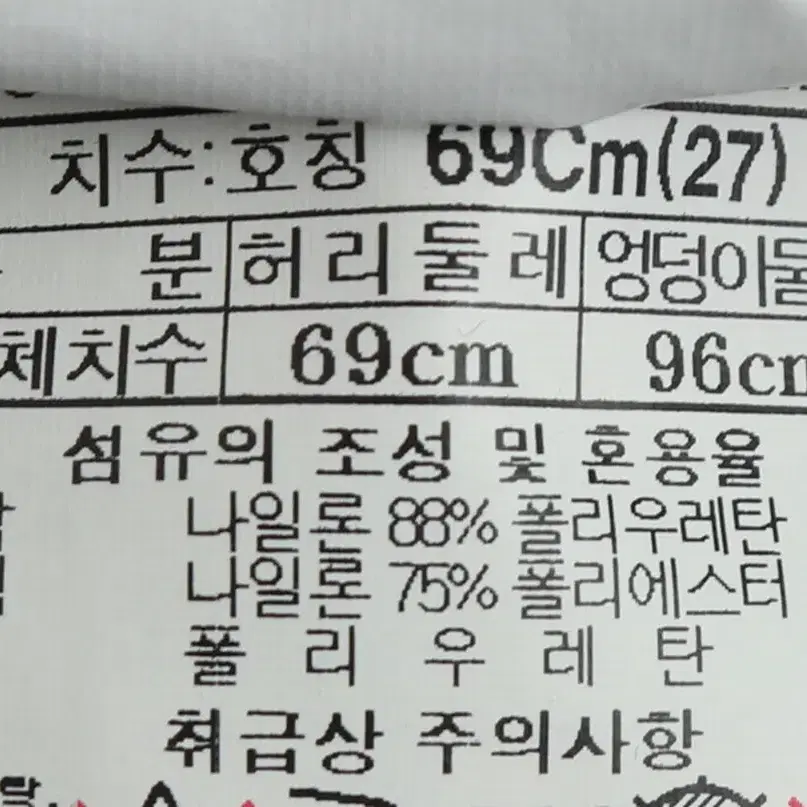 치수:호칭 69Cm(27)
분 허리둘레 엉덩이둘
체치수 69cm 96cm
섬유의 조성 및 혼용율
나일론 88% 폴리우레탄
나일론 75% 폴리에스터
폴리우레탄
취급상 주의사항